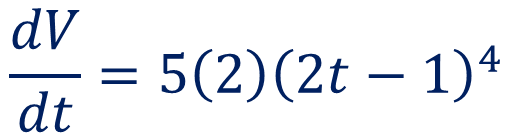 dV/dt = 5(2)(2t − 1)⁴